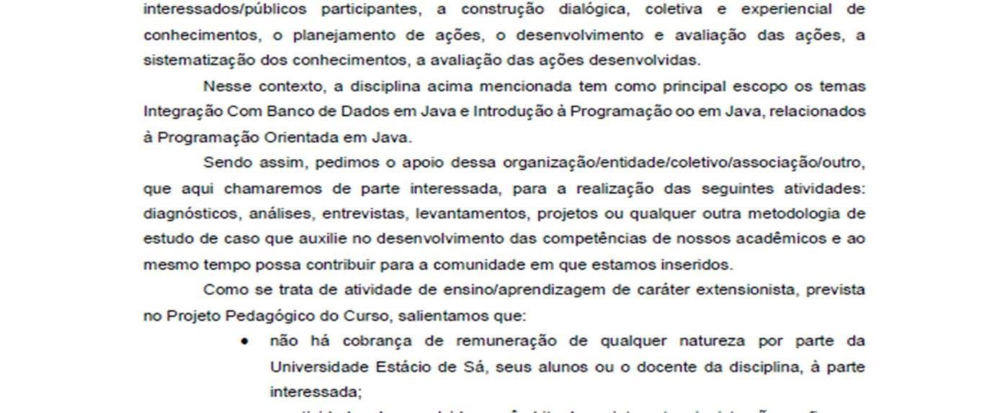 interessados/públicos participantes, a construção dialógica, coletiva e experiencial de
conhecimentos, o planejamento de ações, o desenvolvimento e avaliação das ações, a
sistematização dos conhecimentos, a avaliação das ações desenvolvidas.
Nesse contexto, a disciplina acima mencionada tem como principal escopo os temas
Integração Com Banco de Dados em Java e Introdução à Programação oo em Java, relacionados
à Programação Orientada em Java.
Sendo assim, pedimos o apoio dessa organização/entidade/coletivo/associação/outro,
que aqui chamaremos de parte interessada, para a realização das seguintes atividades:
diagnósticos, análises, entrevistas, levantamentos, projetos ou qualquer outra metodologia de
estudo de caso que auxilie no desenvolvimento das competências de nossos acadêmicos e ao
mesmo tempo possa contribuir para a comunidade em que estamos inseridos.
Como se trata de atividade de ensino/aprendizagem de caráter extensionista, prevista
no Projeto Pedagógico do Curso, salientamos que:
• não há cobrança de remuneração de qualquer natureza por parte da
Universidade Estácio de Sá, seus alunos ou o docente da disciplina, à parte
interessada;